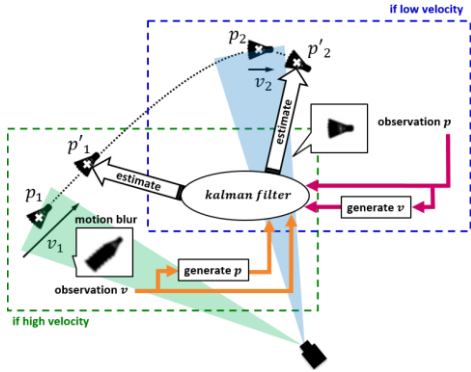 if low velocity
p₂
p'₂
v₂
estimate
observation p
p'₁
estimate
kalman filter
generate v
p₁
motion blur
v₁
generate p
observation v
if high velocity